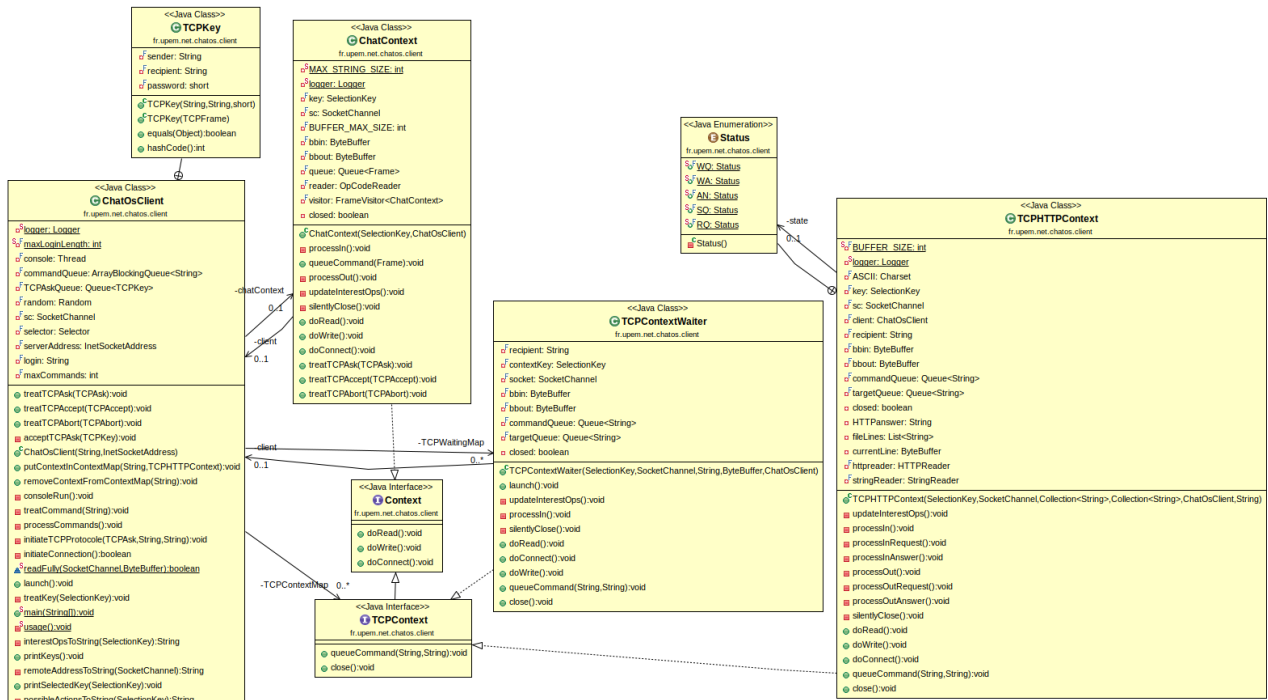 <<Java Class>>
TCPKey
fr.upem.net.chatos.client
sender: String
recipient: String
password: short
TCPKey(String,String,short)
TCPKey(TCPFrame)
equals(Object):boolean
hashCode():int
<<Java Class>>
ChatContext
fr.upem.net.chatos.client
MAX_STRING_SIZE: int
logger: Logger
key: SelectionKey
sc: SocketChannel
BUFFER_MAX_SIZE: int
bbin: ByteBuffer
bbout: ByteBuffer
queue: Queue<Frame>
reader: OpCodeReader
visitor: FrameVisitor<ChatContext>
closed: boolean
ChatContext(SelectionKey,ChatOsClient)
processIn():void
queueCommand(Frame):void
processOut():void
updateInterestOps():void
silentlyClose():void
doRead():void
doWrite():void
doConnect():void
treatTCPAsk(TCPAsk):void
treatTCPAccept(TCPAccept):void
treatTCPAbort(TCPAbort):void
<<Java Enumeration>>
Status
fr.upem.net.chatos.client
WQ: Status
WA: Status
AN: Status
SQ: Status
RQ: Status
Status()
-state
0..1
<<Java Class>>
ChatOsClient
fr.upem.net.chatos.client
logger: Logger
maxLoginLength: int
console: Thread
commandQueue: ArrayBlockingQueue<String>
TCPAskQueue: Queue<TCPKey>
random: Random
sc: SocketChannel
selector: Selector
serverAddress: InetSocketAddress
login: String
maxCommands: int
treatTCPAsk(TCPAsk):void
treatTCPAccept(TCPAccept):void
treatTCPAbort(TCPAbort):void
acceptTCPAsk(TCPKey):void
ChatOsClient(String,InetSocketAddress)
putContextInContextMap(String,TCPHTTPContext):void
removeContextFromContextMap(String):void
consoleRun():void
treatCommand(String):void
processCommands():void
initiateTCPProtocole(TCPAsk,String,String):void
initiateConnection():boolean
readFully(SocketChannel,ByteBuffer):boolean
launch():void
treatKey(SelectionKey):void
main(String[]):void
usage():void
interestOpsToString(SelectionKey):String
printKeys():void
remoteAddressToString(SocketChannel):String
printSelectedKey(SelectionKey):void
possibleActionsToString(SelectionKey):String
-chatContext
0..1
-client
0..1
-client
0..1
-TCPWaitingMap
0..*
-TCPContextMap
0..*
<<Java Class>>
TCPContextWaiter
fr.upem.net.chatos.client
recipient: String
contextKey: SelectionKey
socket: SocketChannel
bbin: ByteBuffer
bbout: ByteBuffer
commandQueue: Queue<String>
targetQueue: Queue<String>
closed: boolean
TCPContextWaiter(SelectionKey,SocketChannel,String,ByteBuffer,ChatOsClient)
launch():void
updateInterestOps():void
processIn():void
silentlyClose():void
doRead():void
doConnect():void
doWrite():void
queueCommand(String,String):void
close():void
<<Java Interface>>
Context
fr.upem.net.chatos.client
doRead():void
doWrite():void
doConnect():void
<<Java Interface>>
TCPContext
fr.upem.net.chatos.client
queueCommand(String,String):void
close():void
<<Java Class>>
TCPHTTPContext
fr.upem.net.chatos.client
BUFFER_SIZE: int
logger: Logger
ASCII: Charset
key: SelectionKey
sc: SocketChannel
client: ChatOsClient
recipient: String
bbin: ByteBuffer
bbout: ByteBuffer
commandQueue: Queue<String>
targetQueue: Queue<String>
closed: boolean
HTTPanswer: String
fileLines: List<String>
currentLine: ByteBuffer
httpreader: HTTPReader
stringReader: StringReader
TCPHTTPContext(SelectionKey,SocketChannel,Collection<String>,Collection<String>,ChatOsClient,String)
updateInterestOps():void
processIn():void
processInRequest():void
processInAnswer():void
processOut():void
processOutRequest():void
processOutAnswer():void
silentlyClose():void
doRead():void
doWrite():void
doConnect():void
queueCommand(String,String):void
close():void